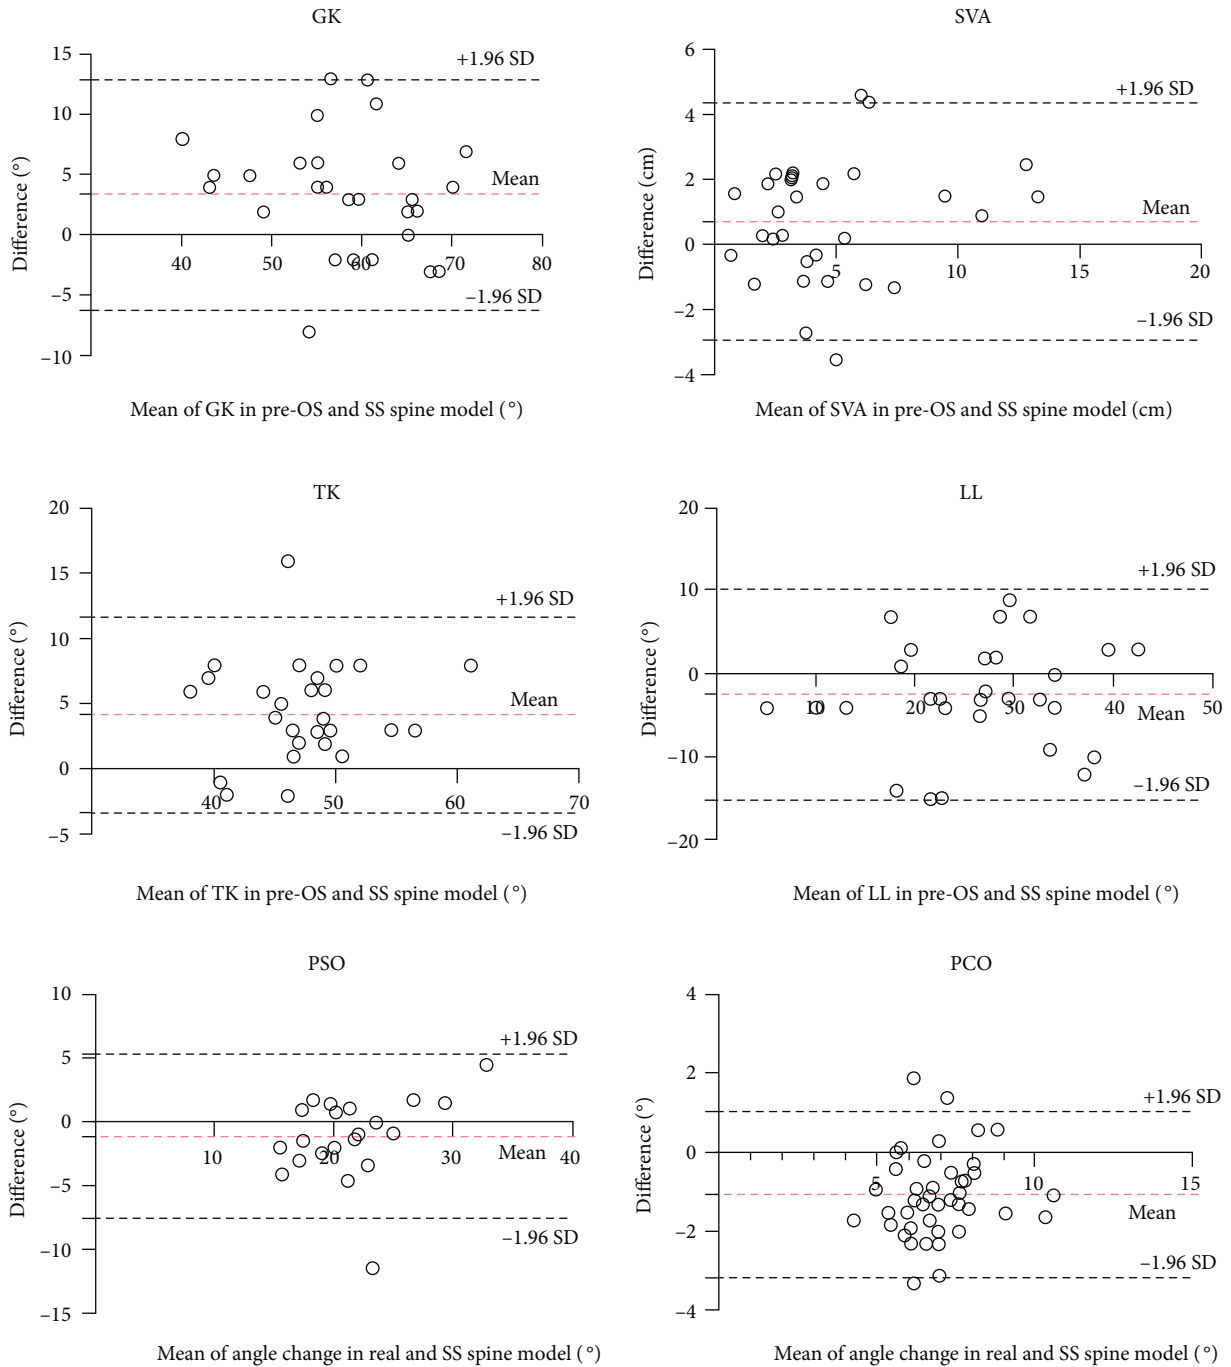 GK
15
10
5
0
−5
−10
Difference (°)
+1.96 SD
Mean
−1.96 SD
40
50
60
70
80
Mean of GK in pre-OS and SS spine model (°)
SVA
6
4
2
0
−2
−4
Difference (cm)
+1.96 SD
Mean
−1.96 SD
5
10
15
20
Mean of SVA in pre-OS and SS spine model (cm)
TK
20
15
10
5
0
−5
Difference (°)
+1.96 SD
Mean
−1.96 SD
40
50
60
70
Mean of TK in pre-OS and SS spine model (°)
LL
20
10
0
−10
−20
Difference (°)
+1.96 SD
Mean
−1.96 SD
10
20
30
40
50
Mean of LL in pre-OS and SS spine model (°)
PSO
10
5
0
−5
−10
−15
Difference (°)
+1.96 SD
Mean
−1.96 SD
10
20
30
40
Mean of angle change in real and SS spine model (°)
PCO
4
2
0
−2
−4
Difference (°)
+1.96 SD
Mean
−1.96 SD
5
10
15
Mean of angle change in real and SS spine model (°)